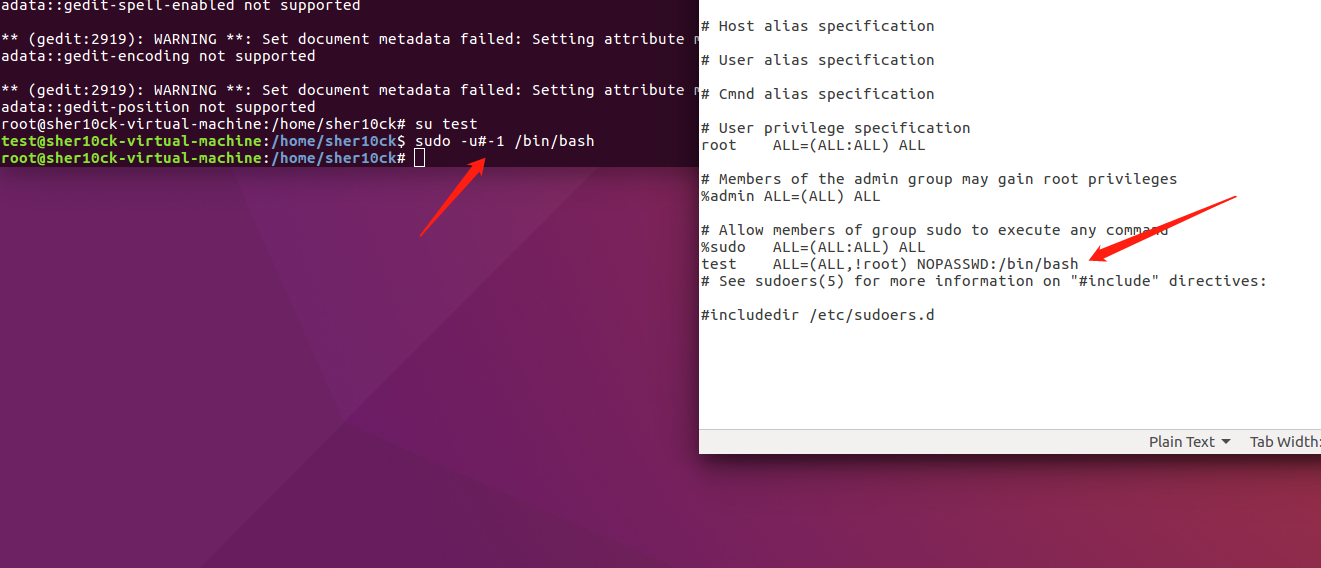 adata::gedit-spell-enabled not supported
** (gedit:2919): WARNING **: Set document metadata failed: Setting attribute
adata::gedit-encoding not supported
** (gedit:2919): WARNING **: Set document metadata failed: Setting attribute
adata::gedit-position not supported
root@sher10ck-virtual-machine:/home/sher10ck# su test
test@sher10ck-virtual-machine:/home/sher10ck$ sudo -u#-1 /bin/bash
root@sher10ck-virtual-machine:/home/sher10ck#
# Host alias specification
# User alias specification
# Cmnd alias specification
# User privilege specification
root    ALL=(ALL:ALL) ALL
# Members of the admin group may gain root privileges
%admin ALL=(ALL) ALL
# Allow members of group sudo to execute any command
%sudo   ALL=(ALL:ALL) ALL
test    ALL=(ALL,!root) NOPASSWD:/bin/bash
# See sudoers(5) for more information on "#include" directives:
#includedir /etc/sudoers.d
Plain Text
Tab Width: